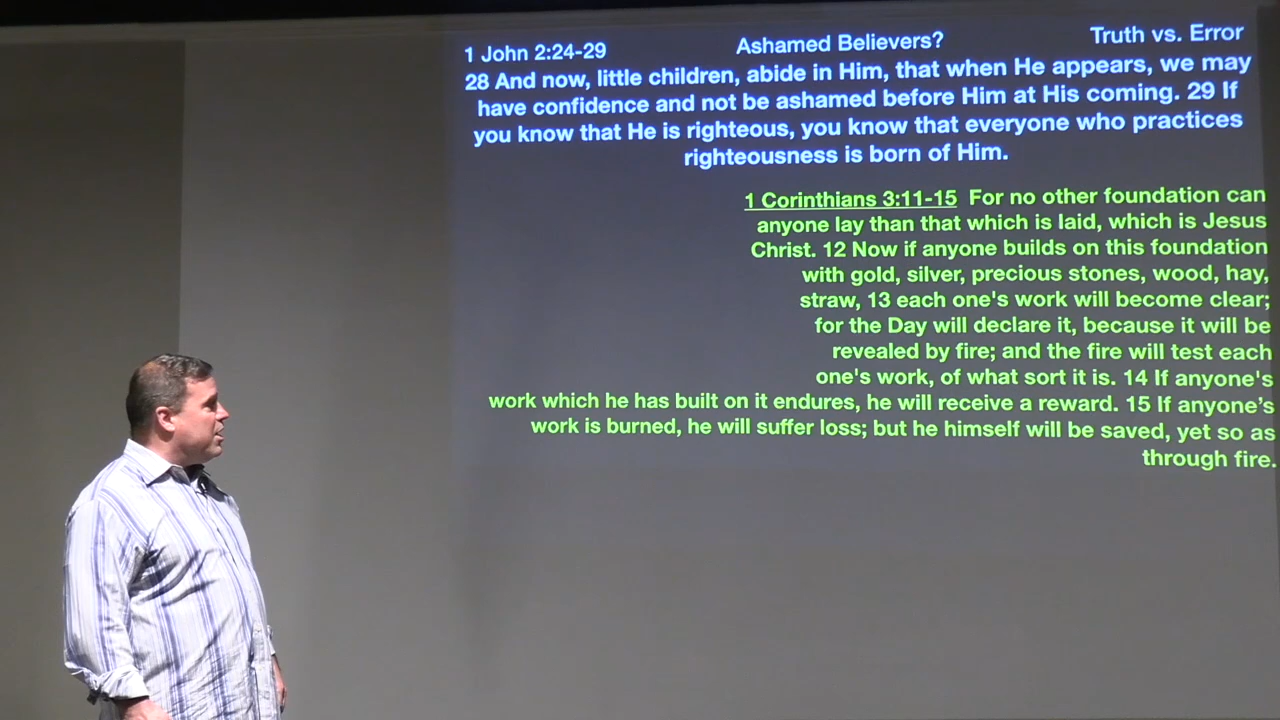 1 John 2:24-29 Ashamed Believers? Truth vs. Error
28 And now, little children, abide in Him, that when He appears, we may
have confidence and not be ashamed before Him at His coming. 29 If
you know that He is righteous, you know that everyone who practices
righteousness is born of Him.
1 Corinthians 3:11-15 For no other foundation can
anyone lay than that which is laid, which is Jesus
Christ. 12 Now if anyone builds on this foundation
with gold, silver, precious stones, wood, hay,
straw, 13 each one's work will become clear;
for the Day will declare it, because it will be
revealed by fire; and the fire will test each
one's work, of what sort it is. 14 If anyone's
work which he has built on it endures, he will receive a reward. 15 If anyone's
work is burned, he will suffer loss; but he himself will be saved, yet so as
through fire.